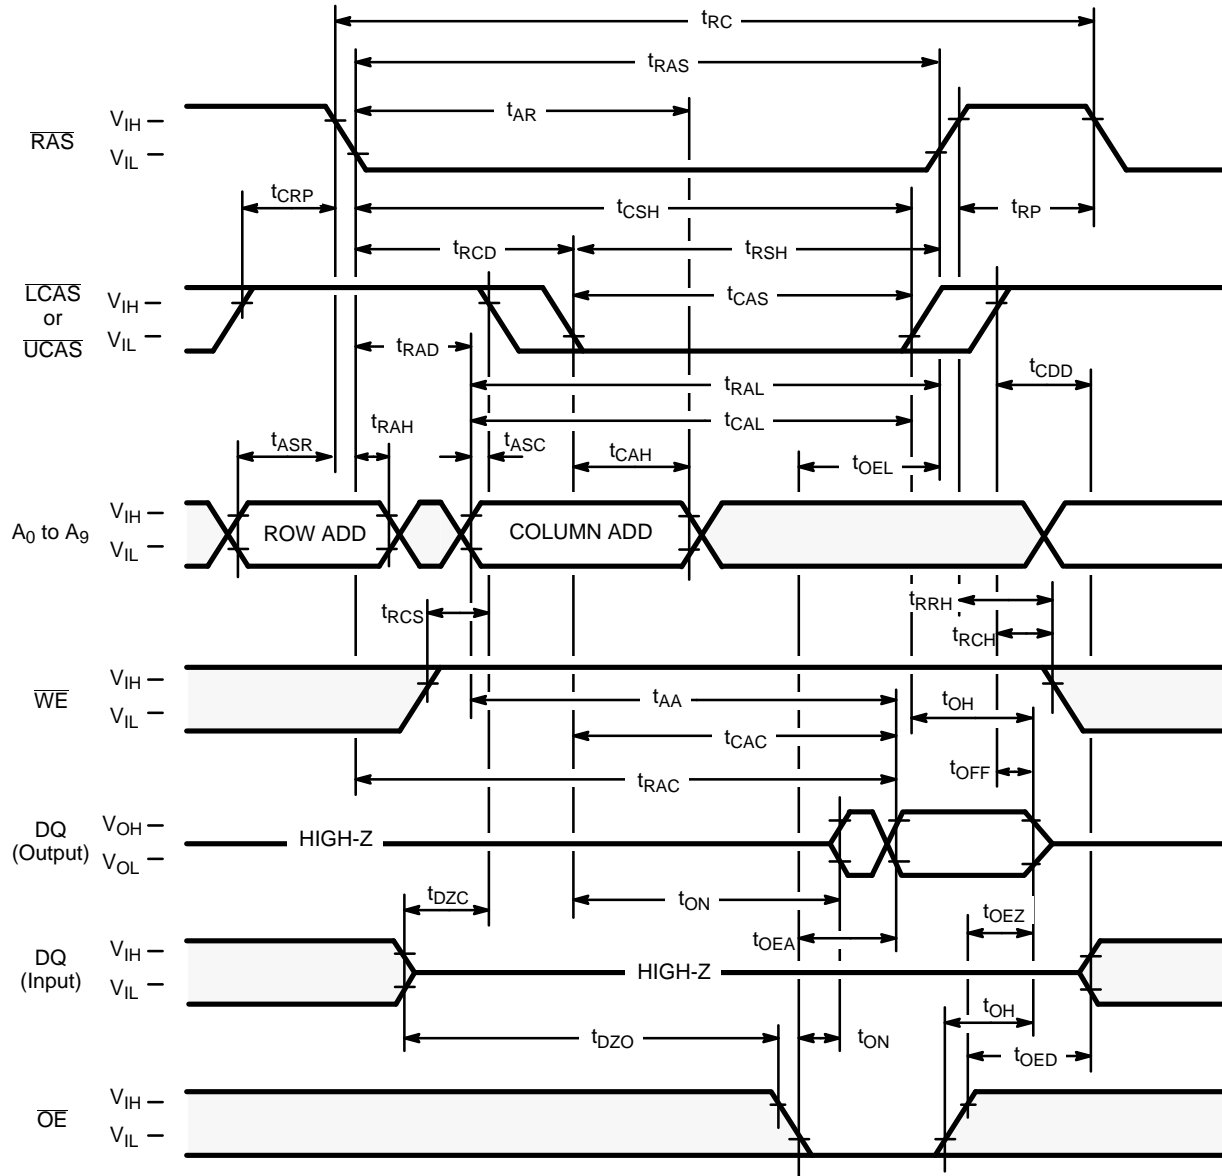 tRC
tRAS
tAR
RAS
VIH
VIL
tCRP
tCSH
tRP
tRCD
tRSH
LCAS
or
UCAS
VIH
VIL
tCAS
tRAD
tCDD
tRAL
tCAL
tRAH
tASR
tASC
tCAH
tOEL
A0 to A9
VIH
VIL
ROW ADD
COLUMN ADD
tRCS
tRRH
tRCH
WE
VIH
VIL
tAA
tOH
tCAC
tOFF
tRAC
DQ
(Output)
VOH
VOL
HIGH-Z
tDZC
tON
tOEZ
tOEA
DQ
(Input)
VIH
VIL
HIGH-Z
tOH
tDZO
tON
tOED
OE
VIH
VIL